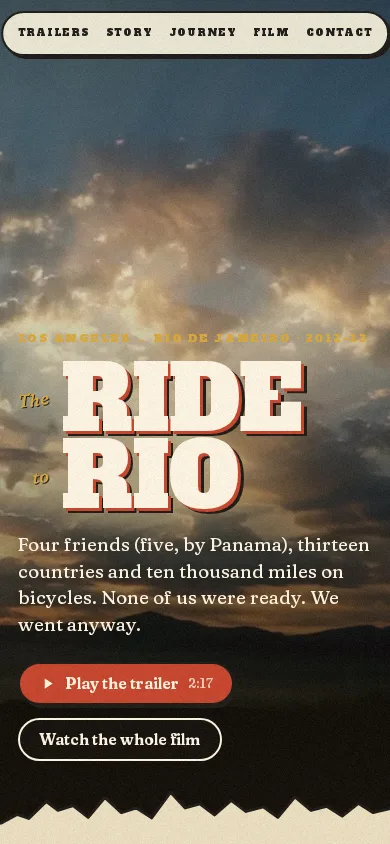 TRAILERS STORY JOURNEY FILM CONTACT
LOS ANGELES RIO DE JANEIRO
The RIDE
to RIO
Four friends (five, by Panama), thirteen
countries and ten thousand miles on
bicycles. None of us were ready. We
went anyway.
Play the trailer 2:17
Watch the whole film